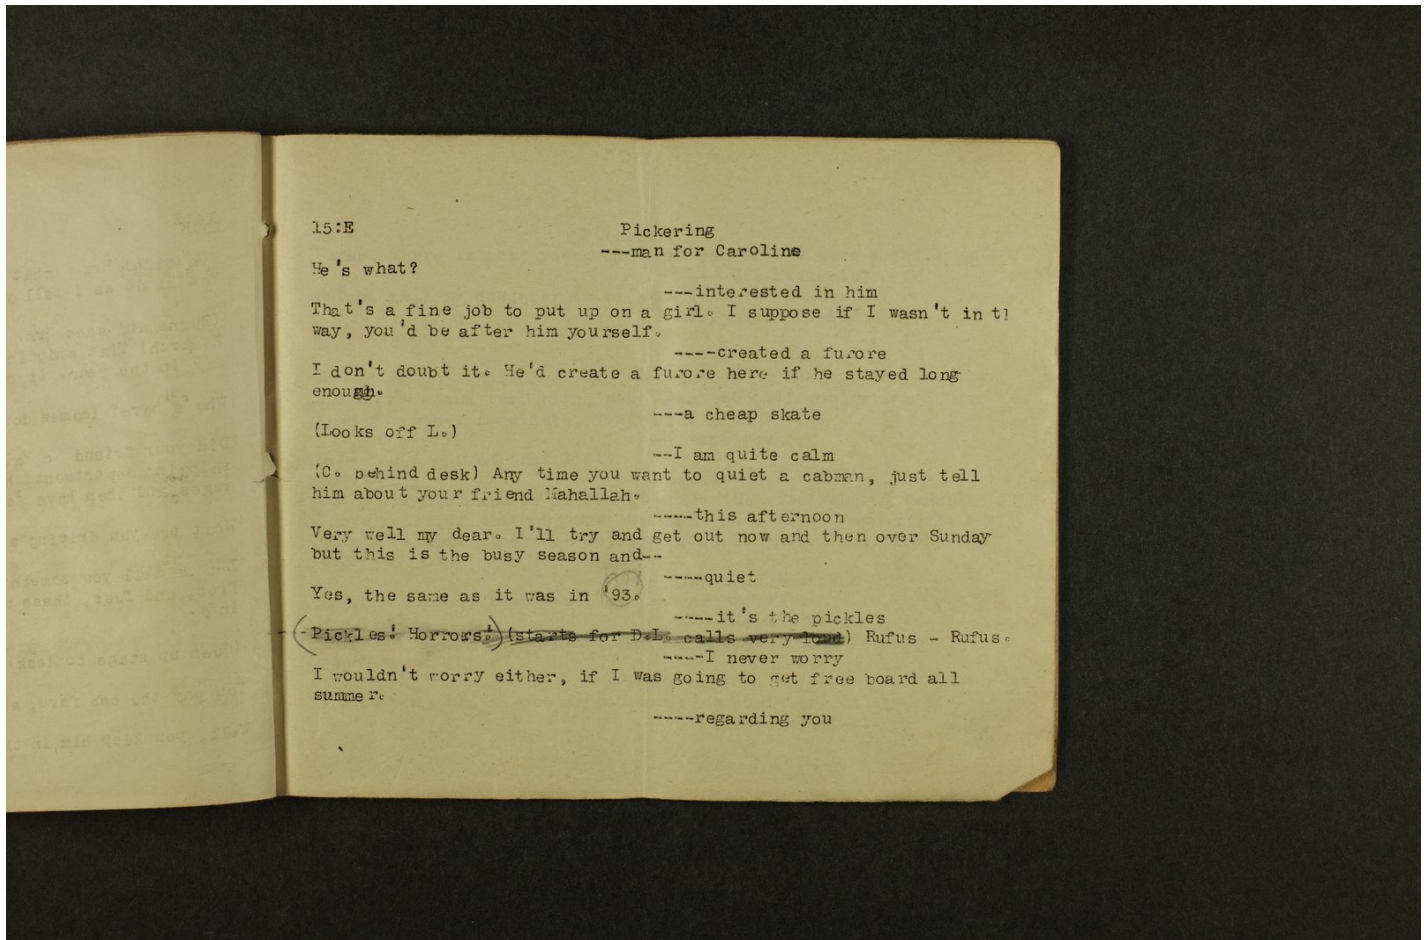 15:E Pickering
---man for Caroline
He's what?
---interested in him
That's a fine job to put up on a girl. I suppose if I wasn't in t
way, you'd be after him yourself.
----created a furore
I don't doubt it. He'd create a furore here if he stayed long
enough.
---a cheap skate
(Looks off L.)
--I am quite calm
(C. behind desk) Any time you want to quiet a cabman, just tell
him about your friend Mahallah.
-----this afternoon
Very well my dear. I'll try and get out now and then over Sunday
but this is the busy season and--
-----quiet
Yes, the same as it was in '93.
----it's the pickles
(Pickles! Horrors!) (starts for D.L. calls very loud) Rufus - Rufus.
----I never worry
I wouldn't worry either, if I was going to get free board all
summer.
----regarding you